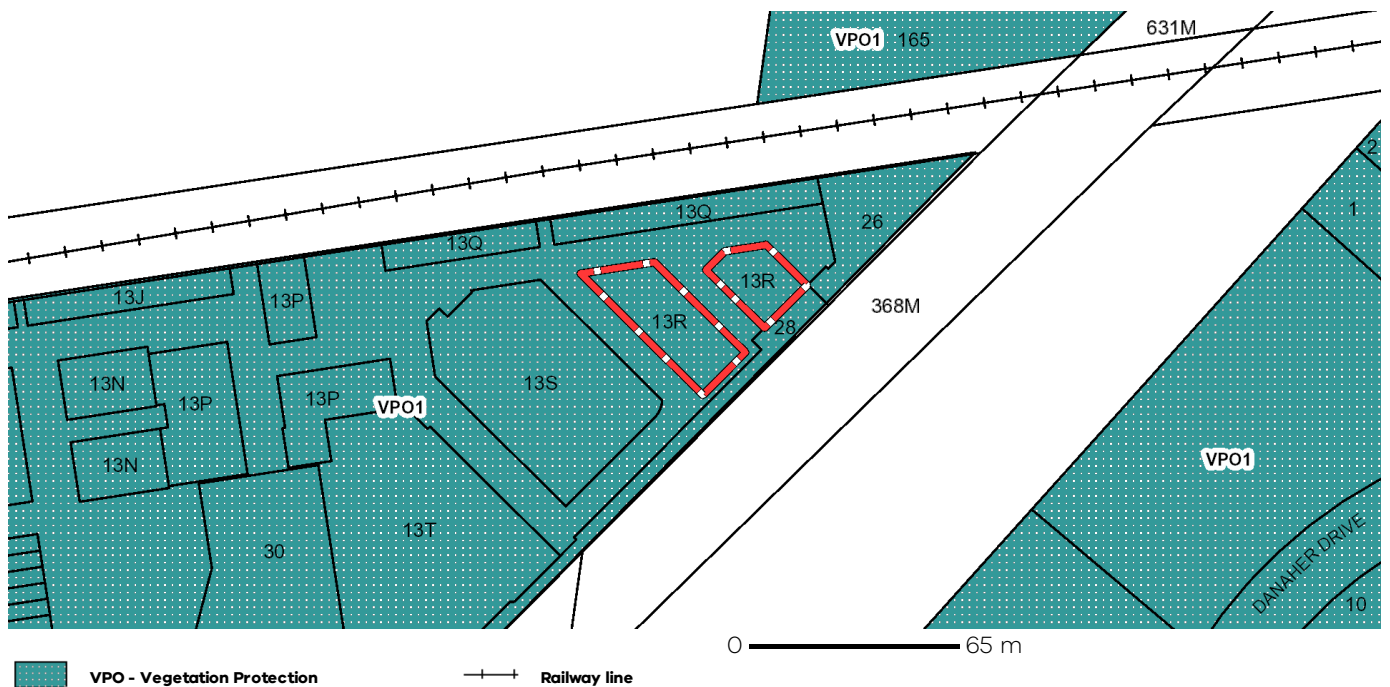 631M
VPO1 165
2
1
13Q
26
13Q
13J
13P
13R
368M
13R
28
13N
13S
13P
13P
VPO1
VPO1
13N
13T
30
DANAHER DRIVE
10
0 65 m
VPO - Vegetation Protection
Railway line